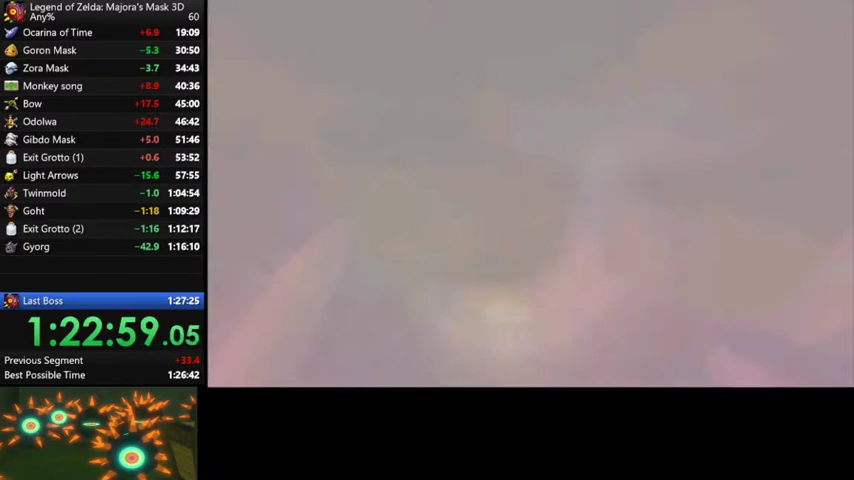 Legend of Zelda: Majora's Mask 3D
Any% 60
Ocarina of Time +6.9 19:09
Goron Mask −5.3 30:50
Zora Mask −3.7 34:43
Monkey song +8.9 40:36
Bow +17.5 45:00
Odolwa +24.7 46:42
Gibdo Mask +5.0 51:46
Exit Grotto (1) +0.6 53:52
Light Arrows −15.6 57:55
Twinmold −1.0 1:04:54
Goht −1:18 1:09:29
Exit Grotto (2) −1:16 1:12:17
Gyorg −42.9 1:16:10
Last Boss 1:27:25
1:22:59.05
Previous Segment +33.4
Best Possible Time 1:26:42